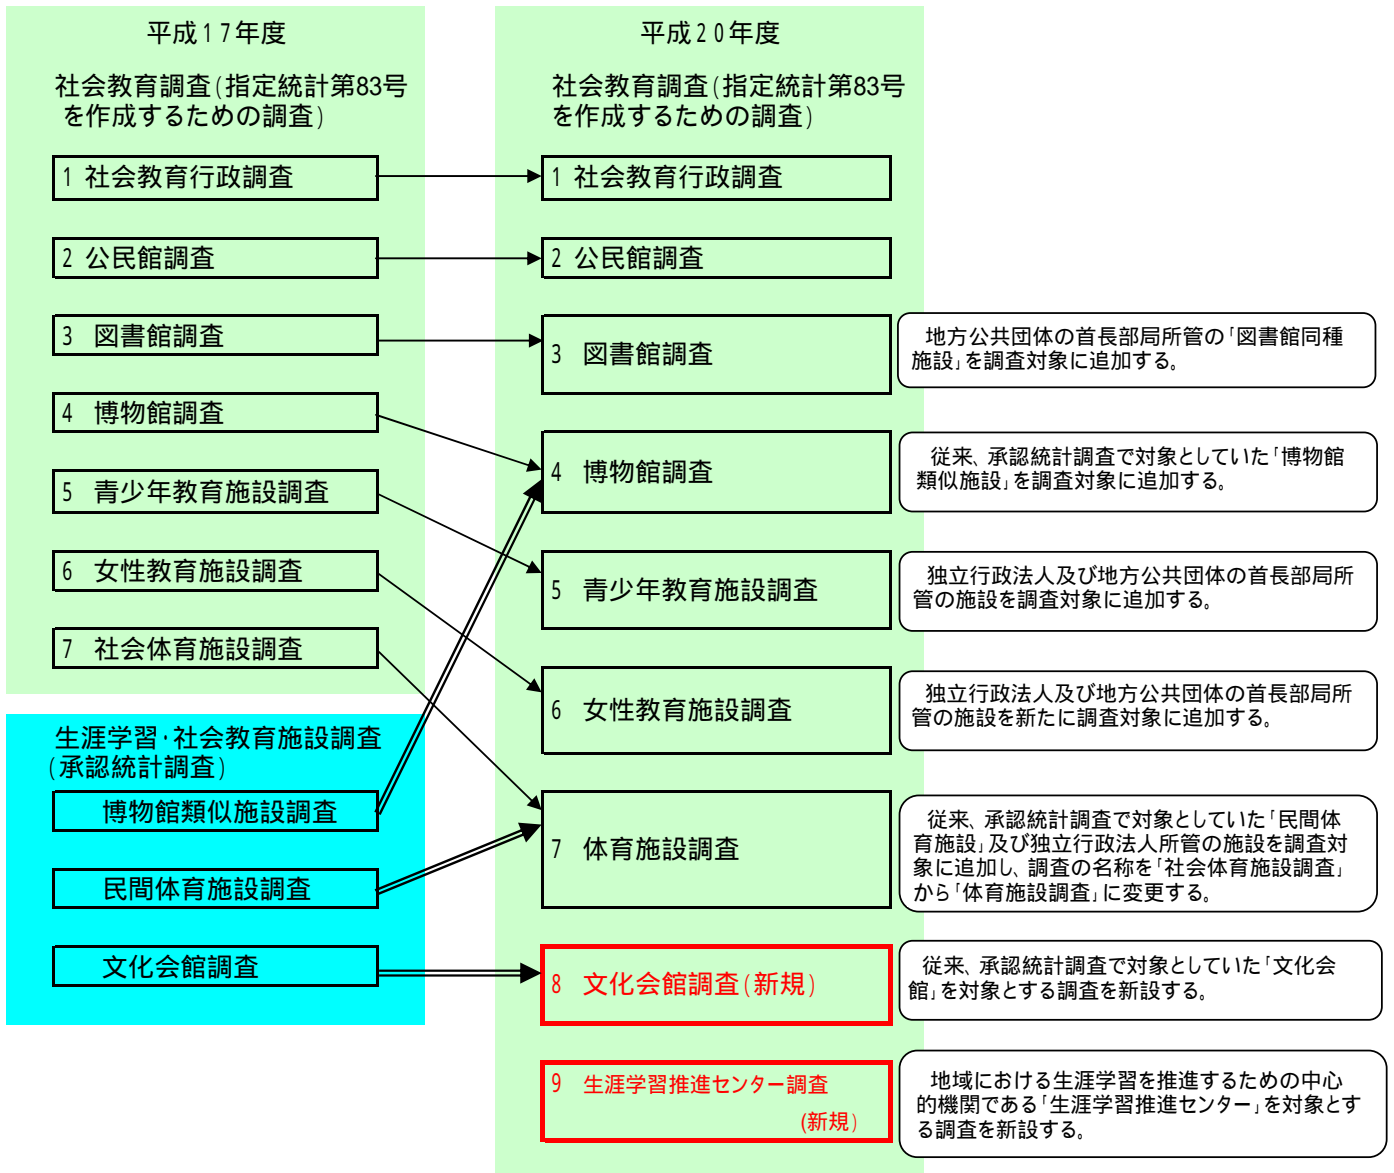 平成17年度
社会教育調査(指定統計第83号
を作成するための調査)
1 社会教育行政調査
2 公民館調査
3 図書館調査
4 博物館調査
5 青少年教育施設調査
6 女性教育施設調査
7 社会体育施設調査
生涯学習・社会教育施設調査
(承認統計調査)
博物館類似施設調査
民間体育施設調査
文化会館調査
平成20年度
社会教育調査(指定統計第83号
を作成するための調査)
1 社会教育行政調査
2 公民館調査
3 図書館調査
4 博物館調査
5 青少年教育施設調査
6 女性教育施設調査
7 体育施設調査
8 文化会館調査(新規)
9 生涯学習推進センター調査
(新規)
地方公共団体の首長部局所管の「図書館同種
施設」を調査対象に追加する。
従来、承認統計調査で対象としていた「博物館
類似施設」を調査対象に追加する。
独立行政法人及び地方公共団体の首長部局所
管の施設を調査対象に追加する。
独立行政法人及び地方公共団体の首長部局所
管の施設を新たに調査対象に追加する。
従来、承認統計調査で対象としていた「民間体
育施設」及び独立行政法人所管の施設を調査対
象に追加し、調査の名称を「社会体育施設調査」
から「体育施設調査」に変更する。
従来、承認統計調査で対象としていた「文化会
館」を対象とする調査を新設する。
地域における生涯学習を推進するための中心
的機関である「生涯学習推進センター」を対象とす
る調査を新設する。